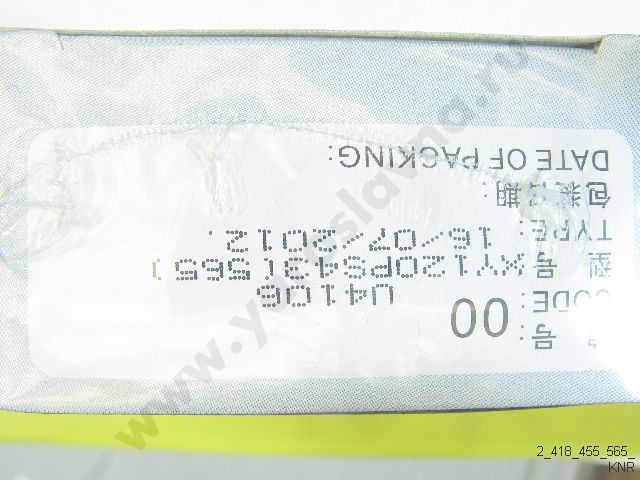 号: 00
CODE: U4106
型 号: XY120PS43(565)
TYPE: 16/07/2012.
包装日期:
DATE OF PACKING:
2_418_455_565_
KNR